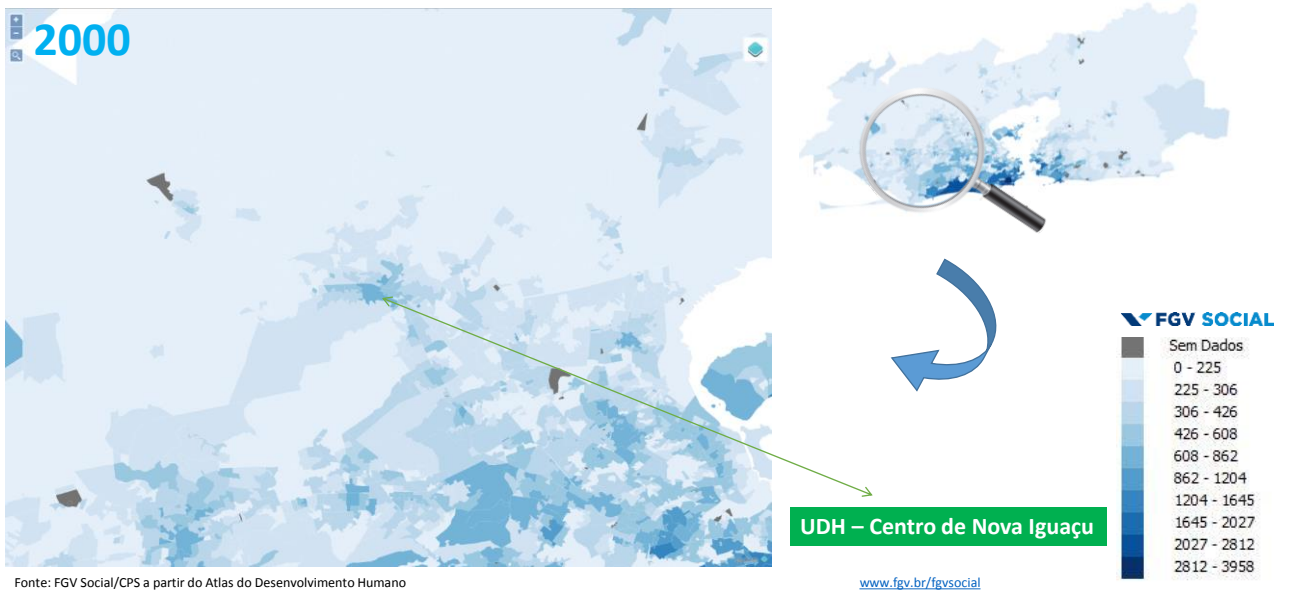 2000
FGV SOCIAL
Sem Dados
0 - 225
225 - 306
306 - 426
426 - 608
608 - 862
862 - 1204
1204 - 1645
1645 - 2027
2027 - 2812
2812 - 3958
UDH – Centro de Nova Iguaçu
Fonte: FGV Social/CPS a partir do Atlas do Desenvolvimento Humano
www.fgv.br/fgvsocial